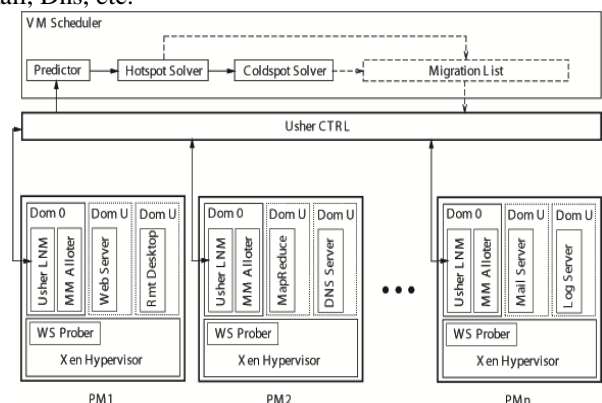 VM Scheduler
Predictor
Hotspot Solver
Coldspot Solver
Migration List
Usher CTRL
Dom 0
Dom U
Dom U
Usher LNM
MM Alloter
Web Server
Rmt Desktop
WS Prober
Xen Hypervisor
PM1
Dom 0
Dom U
Dom U
Usher LNM
MM Alloter
MapReduce
DNS Server
WS Prober
Xen Hypervisor
PM2
Dom 0
Dom U
Dom U
Usher LNM
MM Alloter
Mail Server
Log Server
WS Prober
Xen Hypervisor
PMn